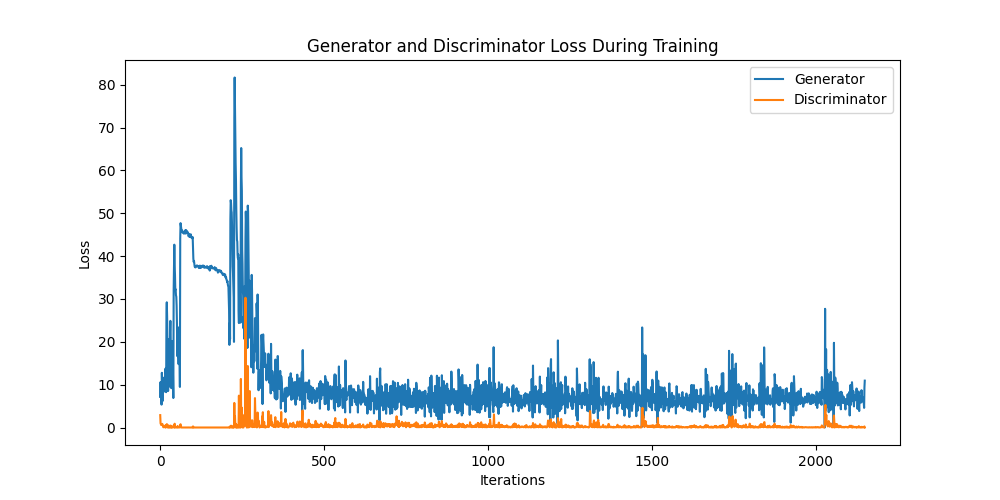 Generator and Discriminator Loss During Training
Generator
Discriminator
80
70
60
50
40
30
20
10
0
Loss
0 500 1000 1500 2000
Iterations